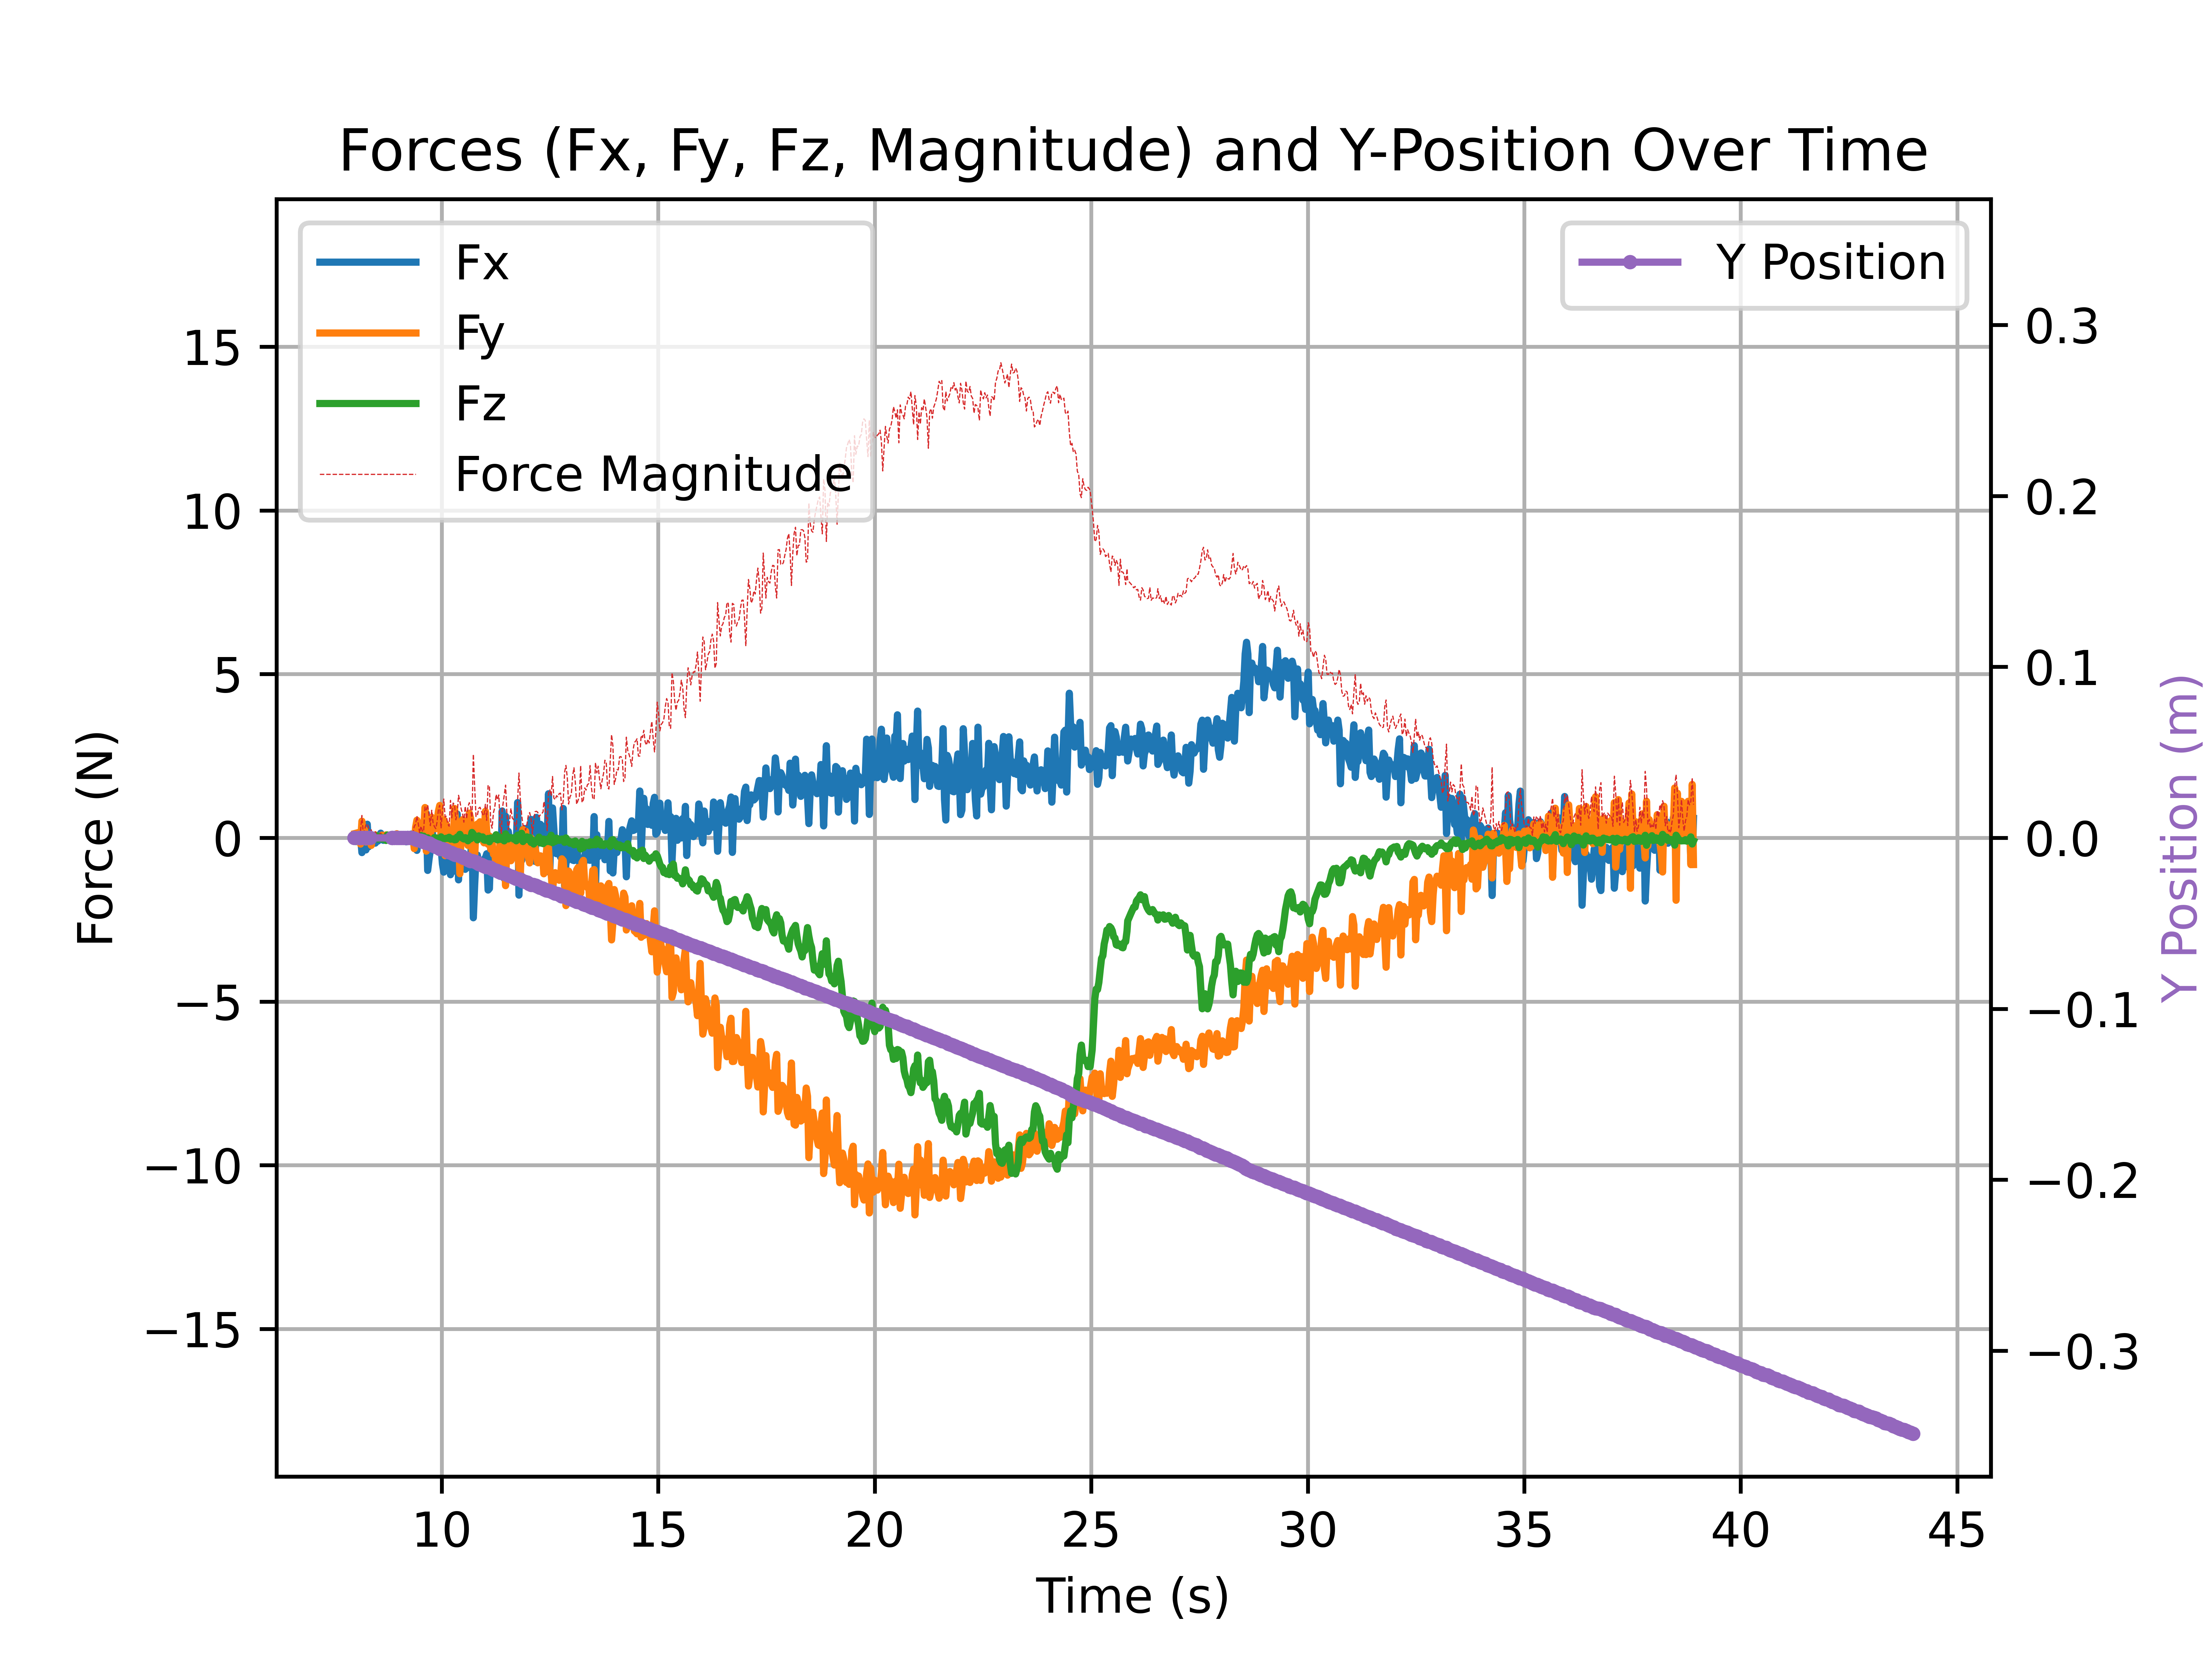 Forces (Fx, Fy, Fz, Magnitude) and Y-Position Over Time
Fx
Fy
Fz
Force Magnitude
Y Position
15
10
5
0
−5
−10
−15
Force (N)
0.3
0.2
0.1
0.0
−0.1
−0.2
−0.3
Y Position (m)
10 15 20 25 30 35 40 45
Time (s)